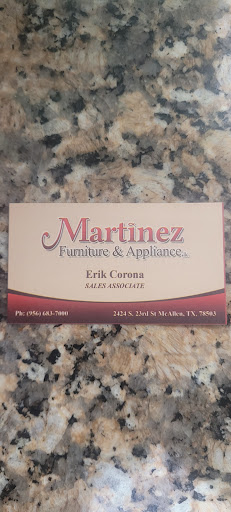 Martinez
Furniture & Appliance
Erik Corona
SALES ASSOCIATE
Ph: (956) 683-7000 2424 S. 23rd St McAllen, TX, 78503